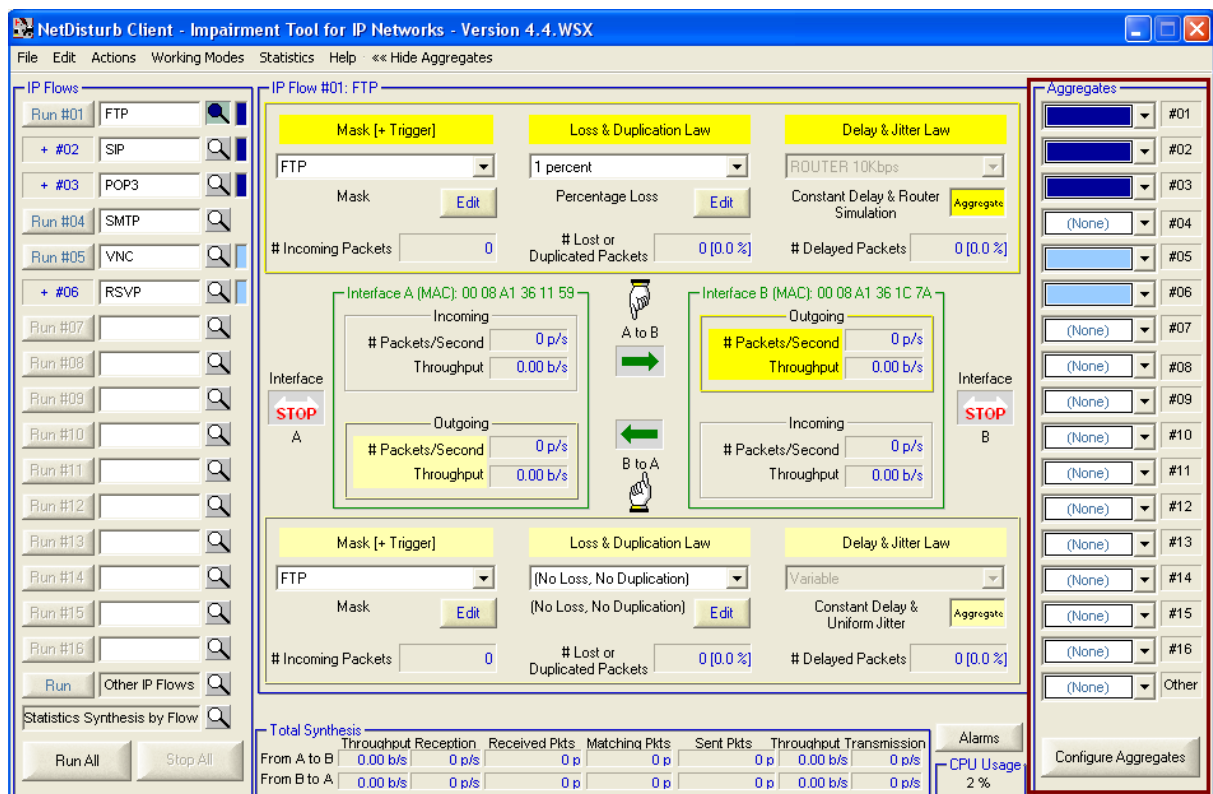 NetDisturb Client - Impairment Tool for IP Networks - Version 4.4.WSX
File Edit Actions Working Modes Statistics Help «« Hide Aggregates
IP Flows
Run #01 FTP
+ #02 SIP
+ #03 POP3
Run #04 SMTP
Run #05 VNC
+ #06 RSVP
Run #07
Run #08
Run #09
Run #10
Run #11
Run #12
Run #13
Run #14
Run #15
Run #16
Run Other IP Flows
Statistics Synthesis by Flow
Run All Stop All
IP Flow #01: FTP
Mask [+ Trigger] Loss & Duplication Law Delay & Jitter Law
FTP 1 percent ROUTER 10Kbps
Mask Edit Percentage Loss Edit Constant Delay & Router Simulation Aggregate
# Incoming Packets 0 # Lost or Duplicated Packets 0 [0.0 %] # Delayed Packets 0 [0.0 %]
Interface A (MAC): 00 08 A1 36 11 59
Incoming
# Packets/Second 0 p/s
Throughput 0.00 b/s
Outgoing
# Packets/Second 0 p/s
Throughput 0.00 b/s
Interface
STOP
A
A to B
B to A
Interface B (MAC): 00 08 A1 36 1C 7A
Outgoing
# Packets/Second 0 p/s
Throughput 0.00 b/s
Incoming
# Packets/Second 0 p/s
Throughput 0.00 b/s
Interface
STOP
B
Mask [+ Trigger] Loss & Duplication Law Delay & Jitter Law
FTP (No Loss, No Duplication) Variable
Mask Edit (No Loss, No Duplication) Edit Constant Delay & Uniform Jitter Aggregate
# Incoming Packets 0 # Lost or Duplicated Packets 0 [0.0 %] # Delayed Packets 0 [0.0 %]
Total Synthesis
Throughput Reception Received Pkts Matching Pkts Sent Pkts Throughput Transmission
From A to B 0.00 b/s 0 p/s 0 p 0 p 0 p 0.00 b/s 0 p/s
From B to A 0.00 b/s 0 p/s 0 p 0 p 0 p 0.00 b/s 0 p/s
Alarms
CPU Usage
2 %
Aggregates
#01
#02
#03
(None) #04
#05
#06
(None) #07
(None) #08
(None) #09
(None) #10
(None) #11
(None) #12
(None) #13
(None) #14
(None) #15
(None) #16
(None) Other
Configure Aggregates